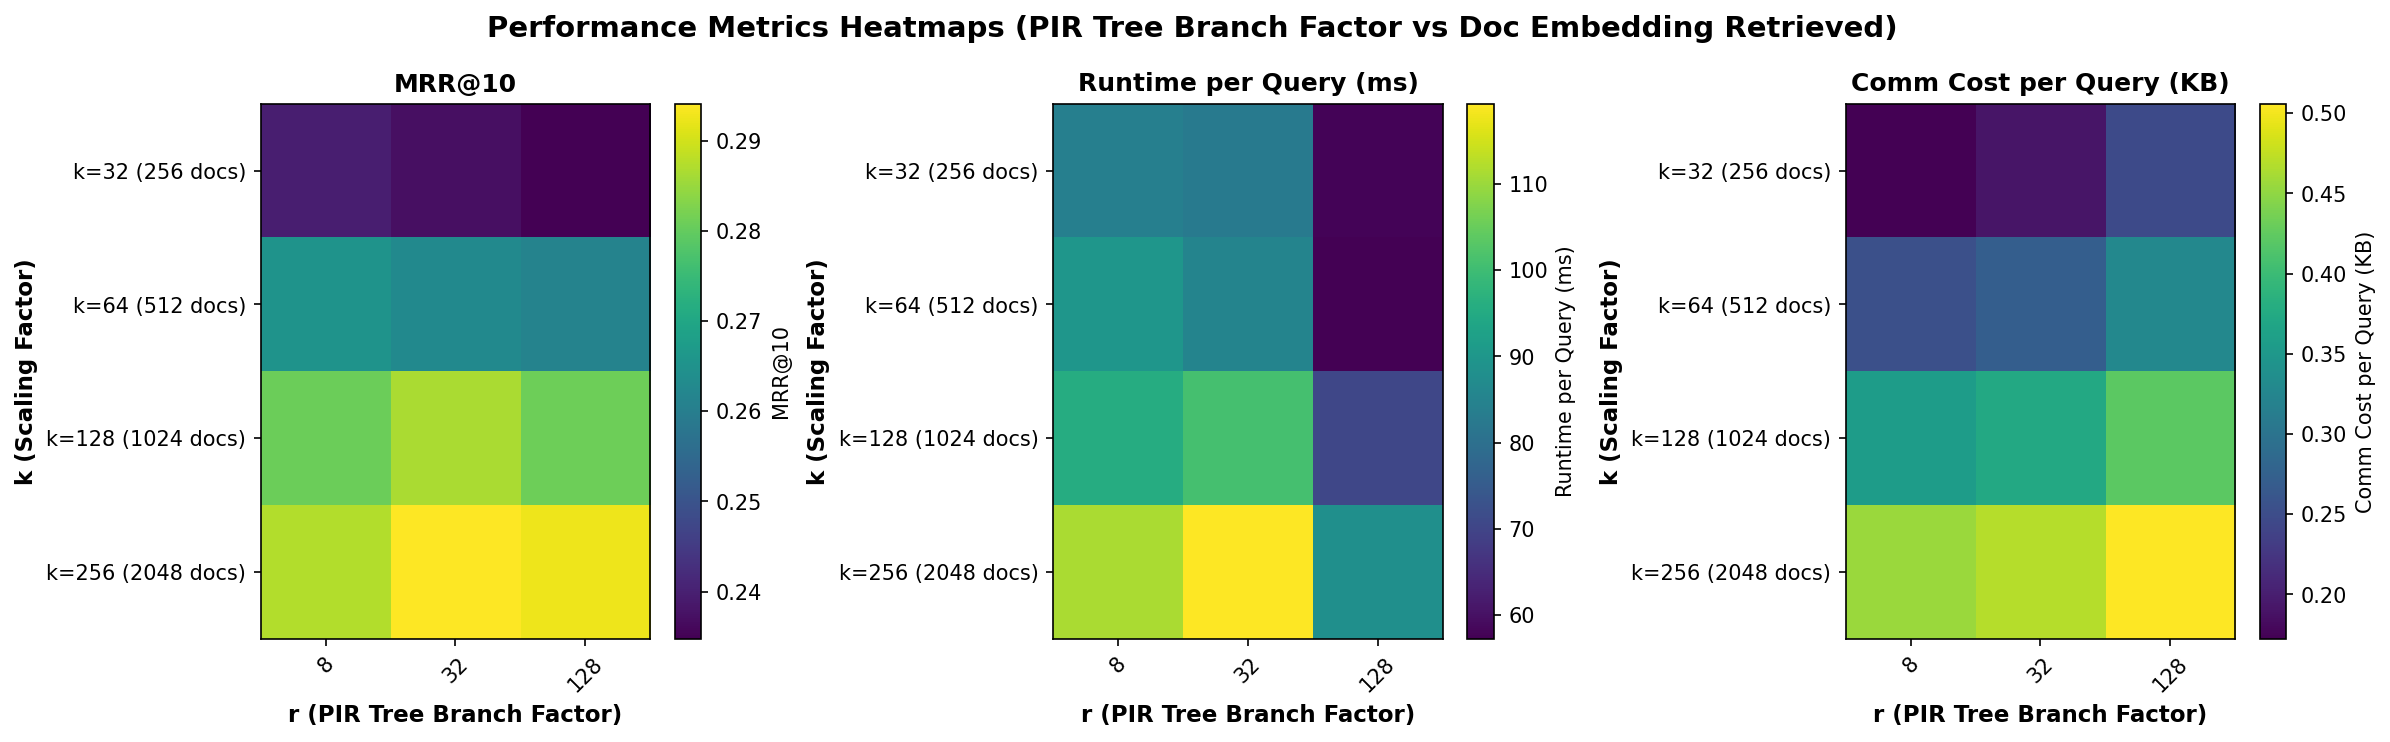 Performance Metrics Heatmaps (PIR Tree Branch Factor vs Doc Embedding Retrieved)
MRR@10
k (Scaling Factor)
k=32 (256 docs)
k=64 (512 docs)
k=128 (1024 docs)
k=256 (2048 docs)
8
32
128
r (PIR Tree Branch Factor)
0.29
0.28
0.27
0.26
0.25
0.24
MRR@10
Runtime per Query (ms)
k (Scaling Factor)
k=32 (256 docs)
k=64 (512 docs)
k=128 (1024 docs)
k=256 (2048 docs)
8
32
128
r (PIR Tree Branch Factor)
110
100
90
80
70
60
Runtime per Query (ms)
Comm Cost per Query (KB)
k (Scaling Factor)
k=32 (256 docs)
k=64 (512 docs)
k=128 (1024 docs)
k=256 (2048 docs)
8
32
128
r (PIR Tree Branch Factor)
0.50
0.45
0.40
0.35
0.30
0.25
0.20
Comm Cost per Query (KB)